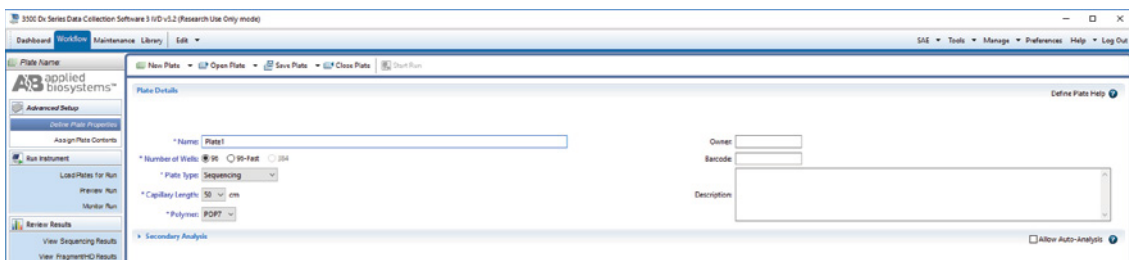 3500 Dx Series Data Collection Software 3 IVD v3.2 (Research Use Only mode)
Dashboard Workflow Maintenance Library Edit SAE Tools Manage Preferences Help Log Out
Plate Name New Plate Open Plate Save Plate Close Plate Start Run
AB applied biosystems™
Plate Details Define Plate Help
Advanced Setup
Define Plate Properties
Assign Plate Contents
* Name: Plate1 Owner:
* Number of Wells: 96 96-Fast 384 Barcode:
Run Instrument
Load Plates for Run
* Plate Type: Sequencing
Preview Run
* Capillary Length: 50 cm Description:
Monitor Run
* Polymer: POP7
Review Results
View Sequencing Results
Secondary Analysis Allow Auto-Analysis
View Fragment/HID Results